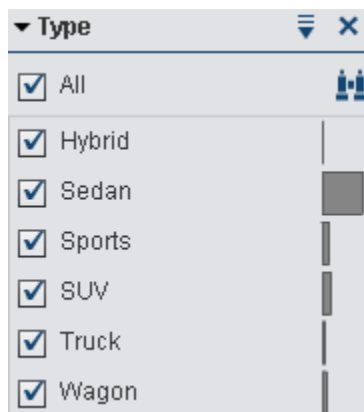 Type
All
Hybrid
Sedan
Sports
SUV
Truck
Wagon